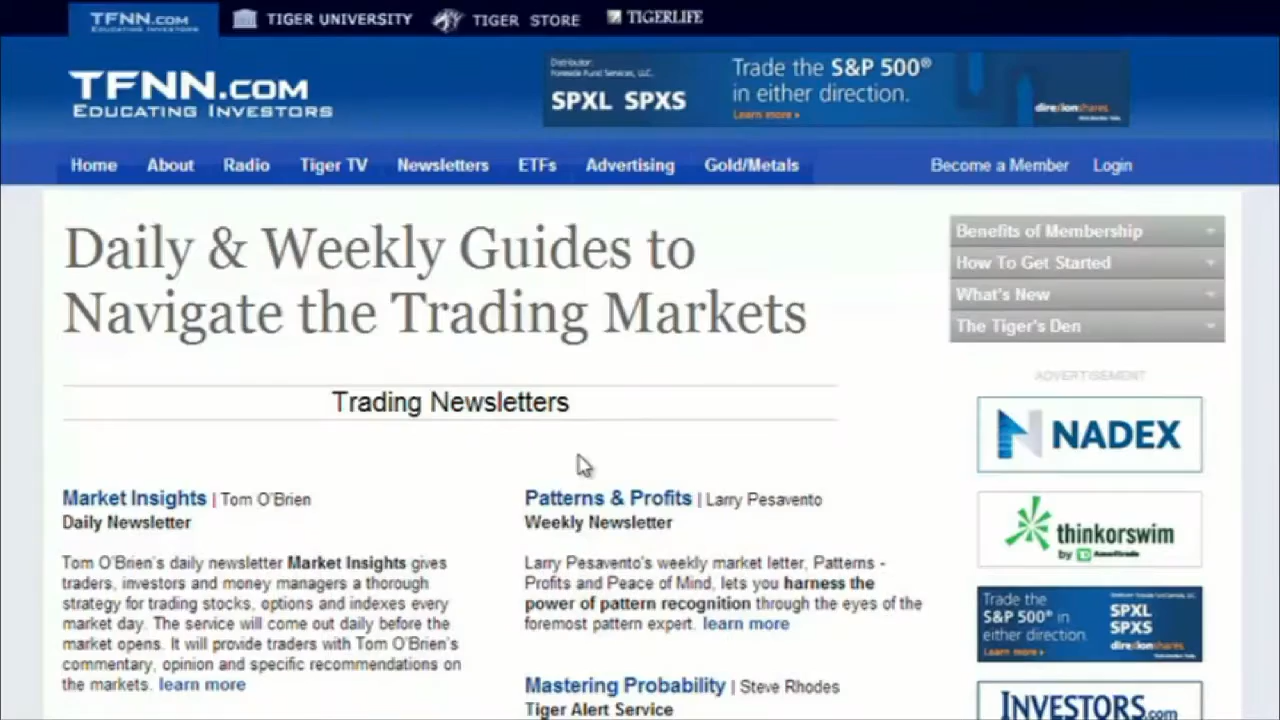 TFNN.COM
EDUCATING INVESTORS
TIGER UNIVERSITY
TIGER STORE
TIGERLIFE
TFNN.COM
EDUCATING INVESTORS
Distributor:
Foreside Fund Services, LLC.
SPXL SPXS
Trade the S&P 500®
in either direction.
Learn more
direxionshares
Home About Radio Tiger TV Newsletters ETFs Advertising Gold/Metals Become a Member Login
Daily & Weekly Guides to
Navigate the Trading Markets
Benefits of Membership
How To Get Started
What's New
The Tiger's Den
ADVERTISEMENT
Trading Newsletters
NADEX
Market Insights | Tom O'Brien
Daily Newsletter
Tom O'Brien's daily newsletter Market Insights gives
traders, investors and money managers a thorough
strategy for trading stocks, options and indexes every
market day. The service will come out daily before the
market opens. It will provide traders with Tom O'Brien's
commentary, opinion and specific recommendations on
the markets. learn more
Patterns & Profits | Larry Pesavento
Weekly Newsletter
Larry Pesavento's weekly market letter, Patterns -
Profits and Peace of Mind, lets you harness the
power of pattern recognition through the eyes of the
foremost pattern expert. learn more
Mastering Probability | Steve Rhodes
Tiger Alert Service
thinkorswim
by TD Ameritrade
Trade the
S&P 500® in
either direction.
Learn more
SPXL
SPXS
direxionshares
INVESTORS.com